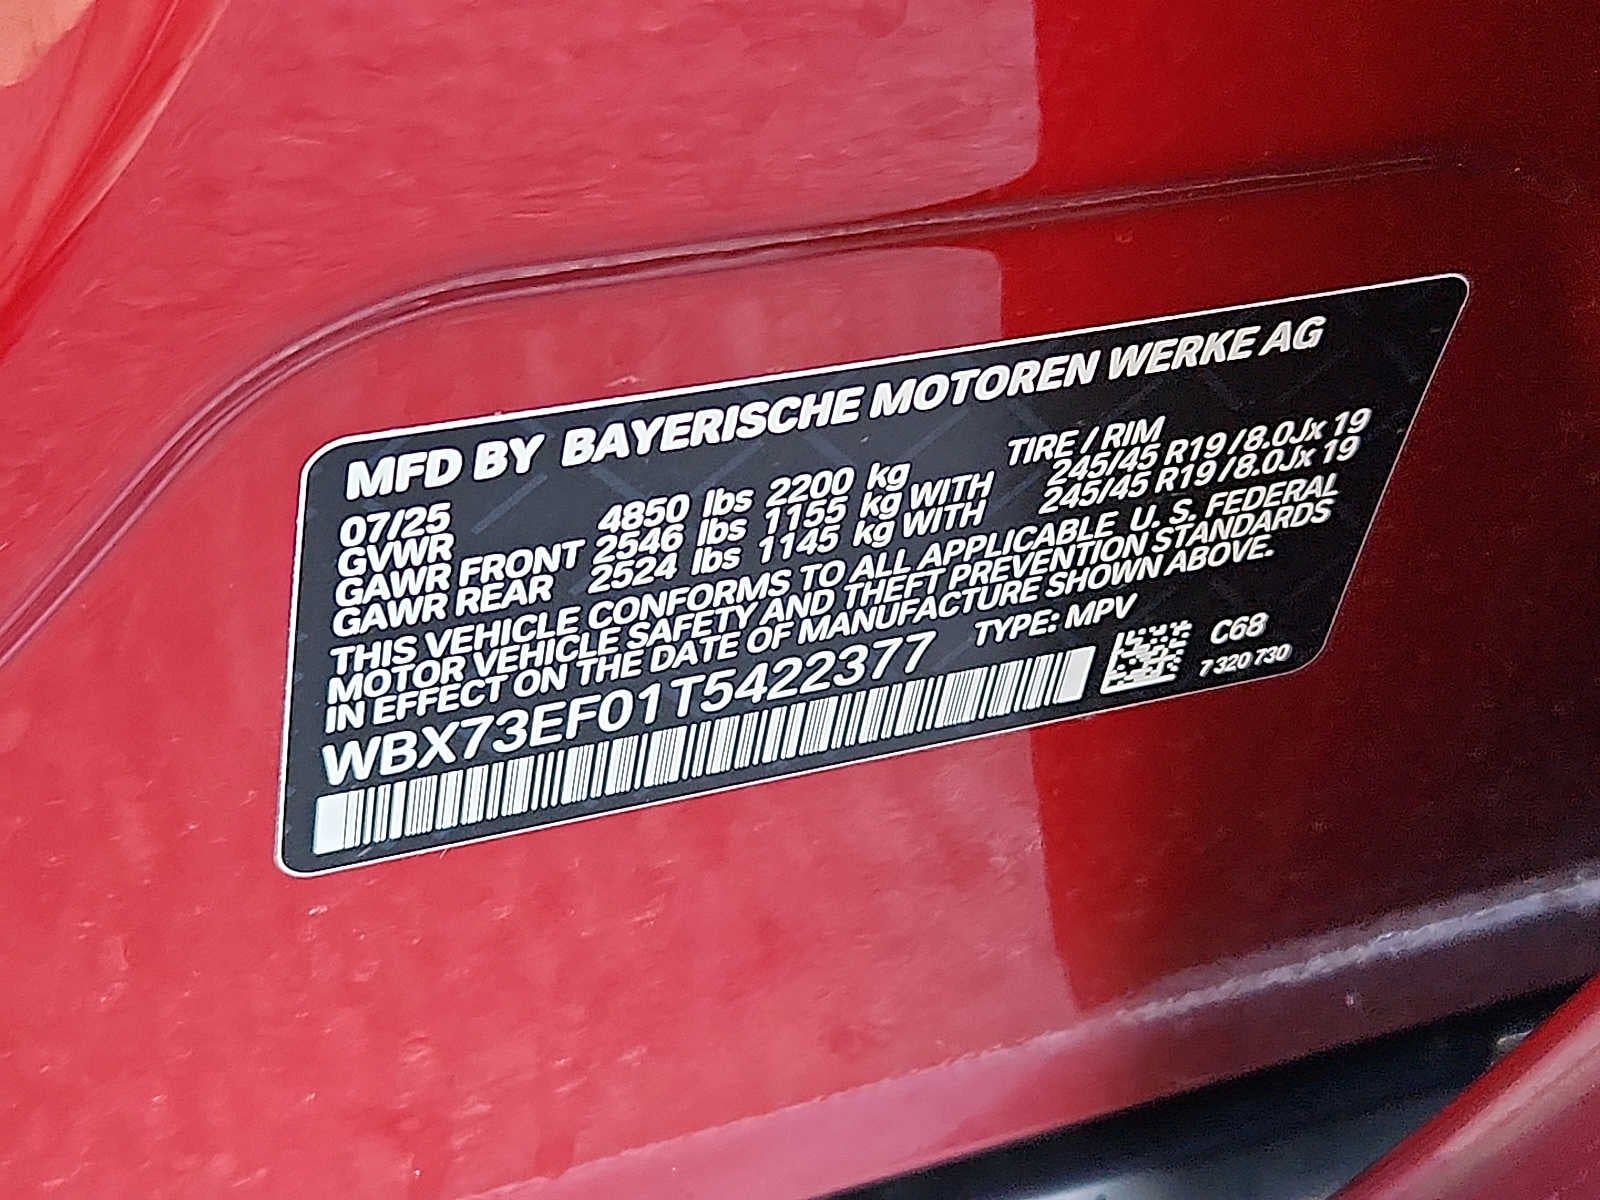 MFD BY BAYERISCHE MOTOREN WERKE AG
07/25 TIRE / RIM
GVWR 4850 lbs 2200 kg
GAWR FRONT 2546 lbs 1155 kg WITH 245/45 R19 /8.0Jx 19
GAWR REAR 2524 lbs 1145 kg WITH 245/45 R19 /8.0Jx 19
THIS VEHICLE CONFORMS TO ALL APPLICABLE U. S. FEDERAL
MOTOR VEHICLE SAFETY AND THEFT PREVENTION STANDARDS
IN EFFECT ON THE DATE OF MANUFACTURE SHOWN ABOVE.
WBX73EF01T5422377 TYPE: MPV
C68
7 320 730